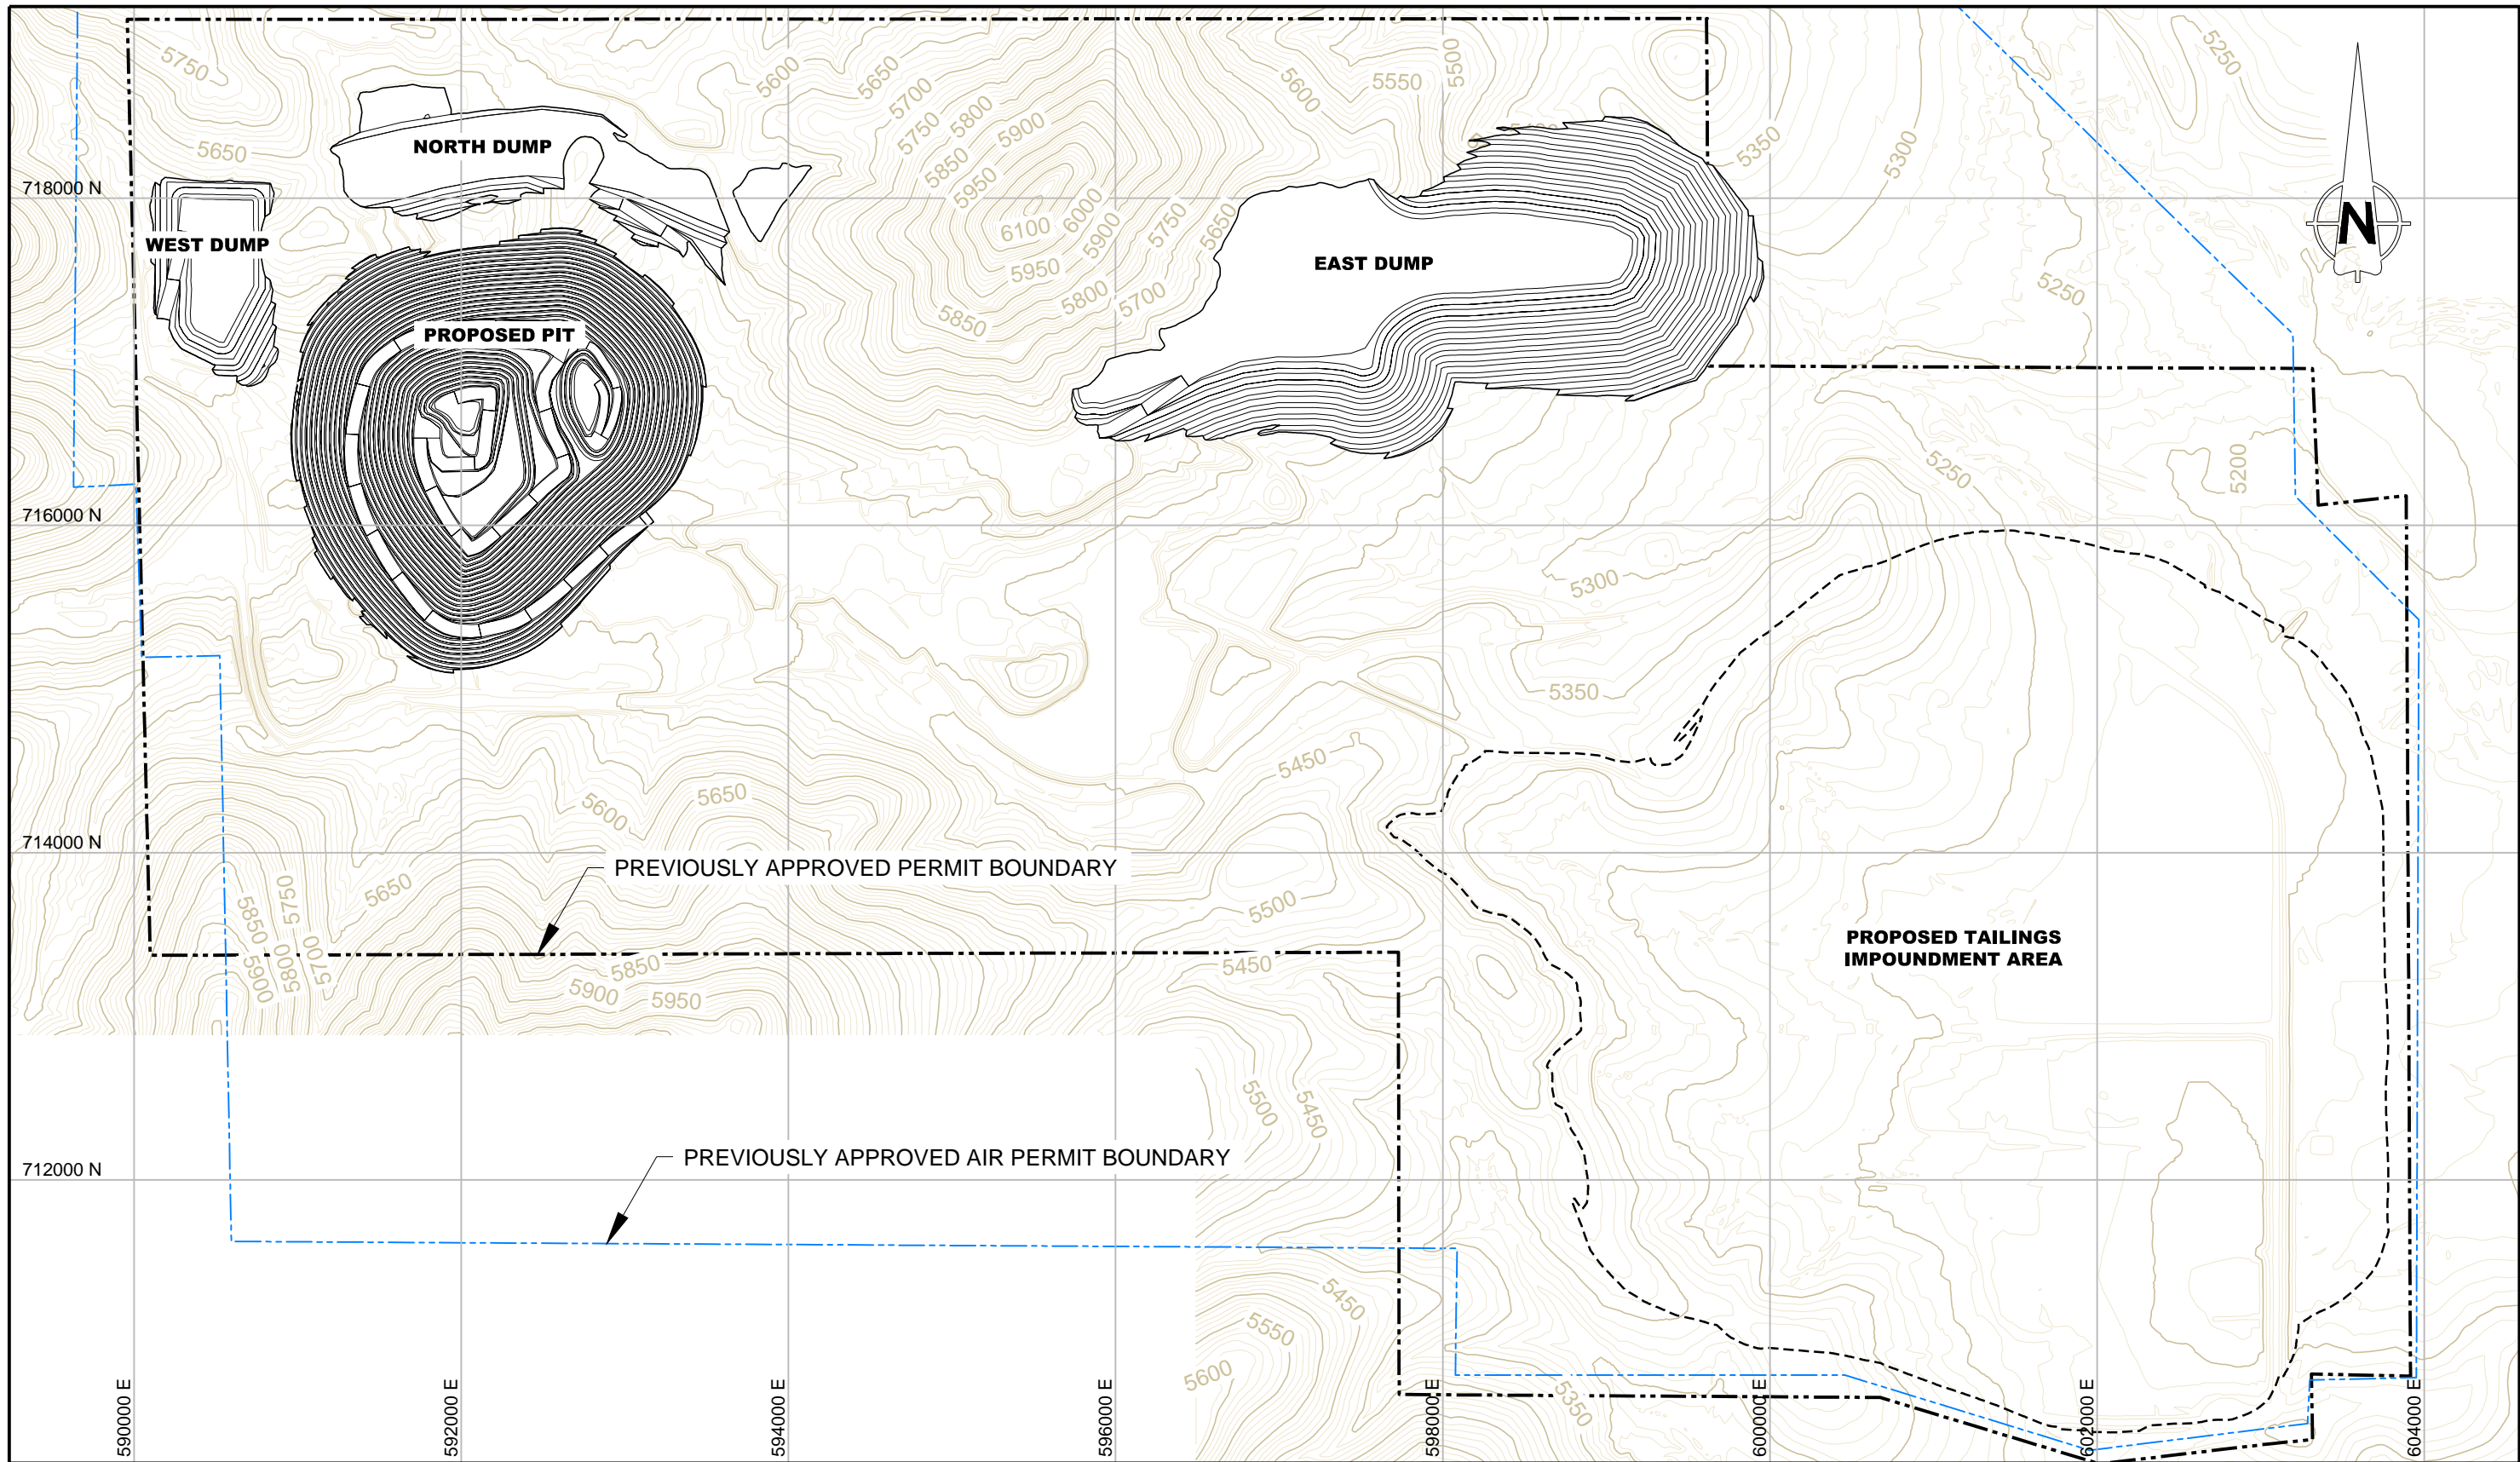 5750
5600
5650
5700
5750
5800
5900
5850
5950
5600
5550
5500
5250
5350
5300
5650
NORTH DUMP
718000 N
N
6100
6000
5900
5750
5650
5950
5800
5700
5850
WEST DUMP
EAST DUMP
5250
PROPOSED PIT
5250
5200
716000 N
5300
5350
5450
5650
5600
714000 N
PREVIOUSLY APPROVED PERMIT BOUNDARY
5650
5750
5850
5700
5800
5900
5500
5450
PROPOSED TAILINGS
IMPOUNDMENT AREA
5850
5900
5950
5500
5450
PREVIOUSLY APPROVED AIR PERMIT BOUNDARY
712000 N
5450
5550
5600
5350
590000 E
592000 E
594000 E
596000 E
598000 E
600000 E
602000 E
604000 E